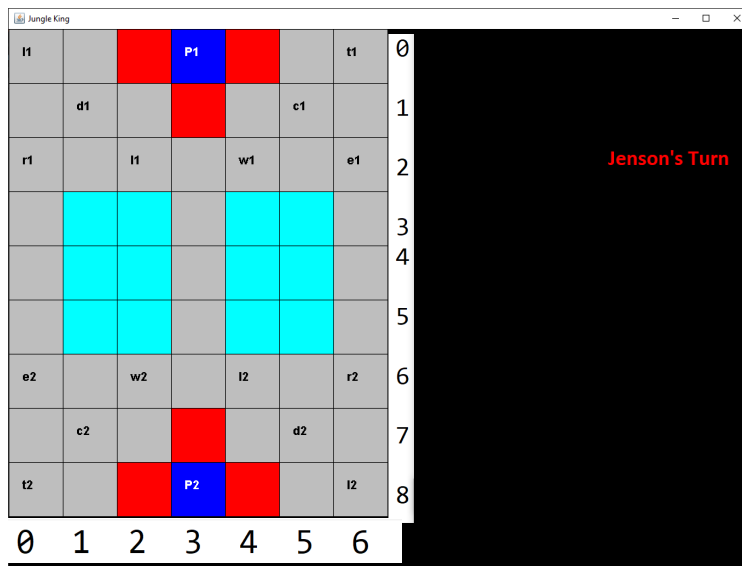 Jungle King
l1 P1 t1 0
d1 c1 1
r1 l1 w1 e1 2
Jenson's Turn
3
4
5
e2 w2 l2 r2 6
c2 d2 7
t2 P2 l2 8
0 1 2 3 4 5 6